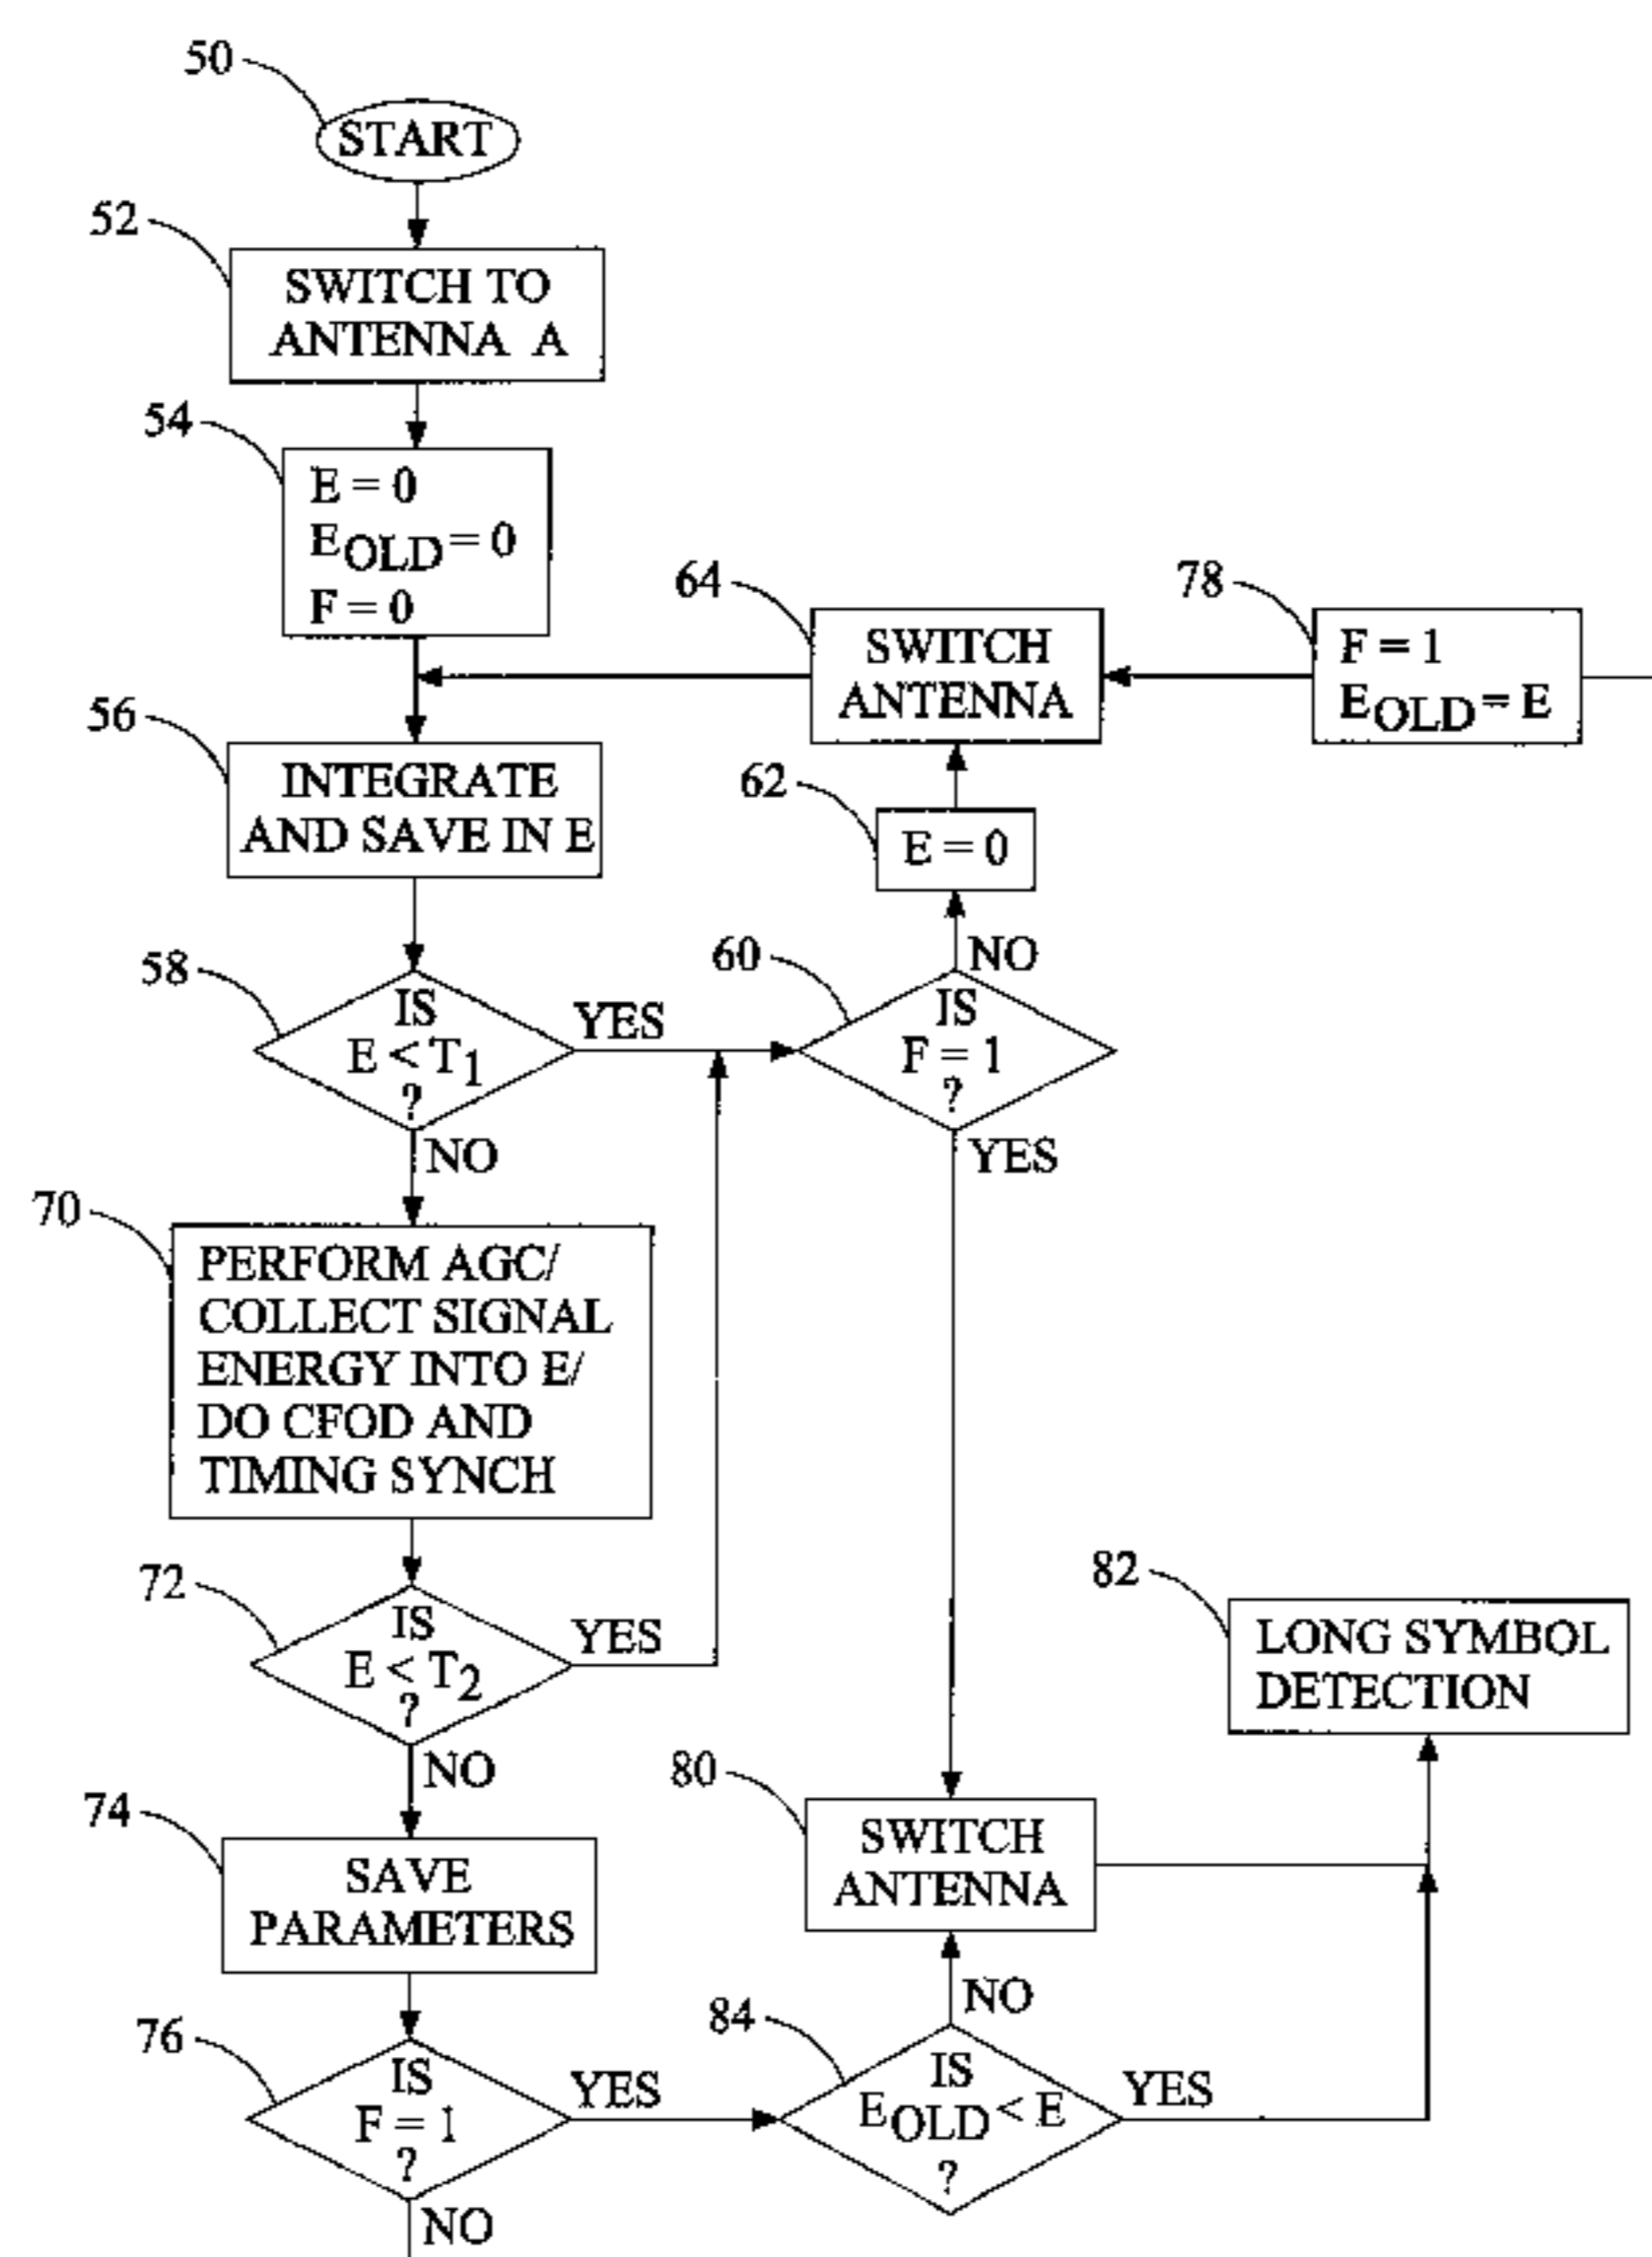 50
START
52
SWITCH TO
ANTENNA A
54
E = 0
EOLD = 0
F = 0
64
SWITCH
ANTENNA
78
F = 1
EOLD = E
56
INTEGRATE
AND SAVE IN E
62
E = 0
58
IS
E < T1
?
YES
NO
60
NO
IS
F = 1
?
YES
70
PERFORM AGC/
COLLECT SIGNAL
ENERGY INTO E/
DO CFOD AND
TIMING SYNCH
72
IS
E < T2
?
YES
NO
82
LONG SYMBOL
DETECTION
80
SWITCH
ANTENNA
74
SAVE
PARAMETERS
76
IS
F = 1
?
YES
NO
84
NO
IS
EOLD < E
?
YES